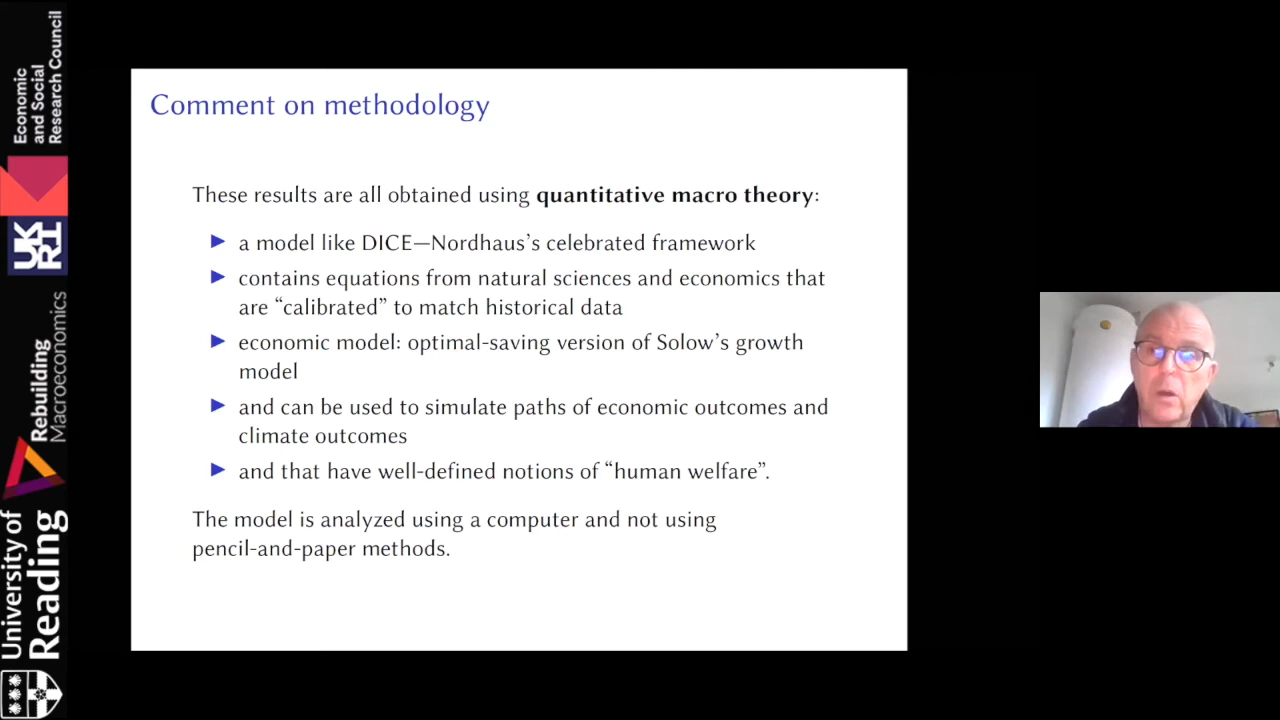 Comment on methodology
These results are all obtained using quantitative macro theory:
a model like DICE—Nordhaus's celebrated framework
contains equations from natural sciences and economics that
are “calibrated” to match historical data
economic model: optimal-saving version of Solow's growth
model
and can be used to simulate paths of economic outcomes and
climate outcomes
and that have well-defined notions of “human welfare”.
The model is analyzed using a computer and not using
pencil-and-paper methods.
Economic
and Social
Research Council
UKRI
Rebuilding
Macroeconomics
University of
Reading